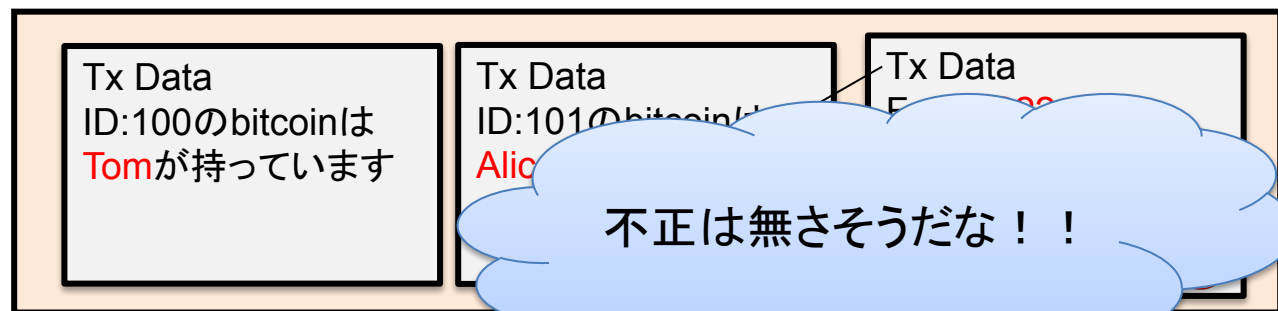 Tx Data
ID:100のbitcoinは
Tomが持っています
Tx Data
ID:101のbitcoinは
Tx Data
不正は無さそうだな！！